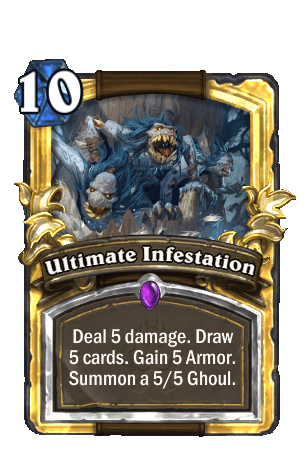 10
Ultimate Infestation
Deal 5 damage. Draw
5 cards. Gain 5 Armor.
Summon a 5/5 Ghoul.